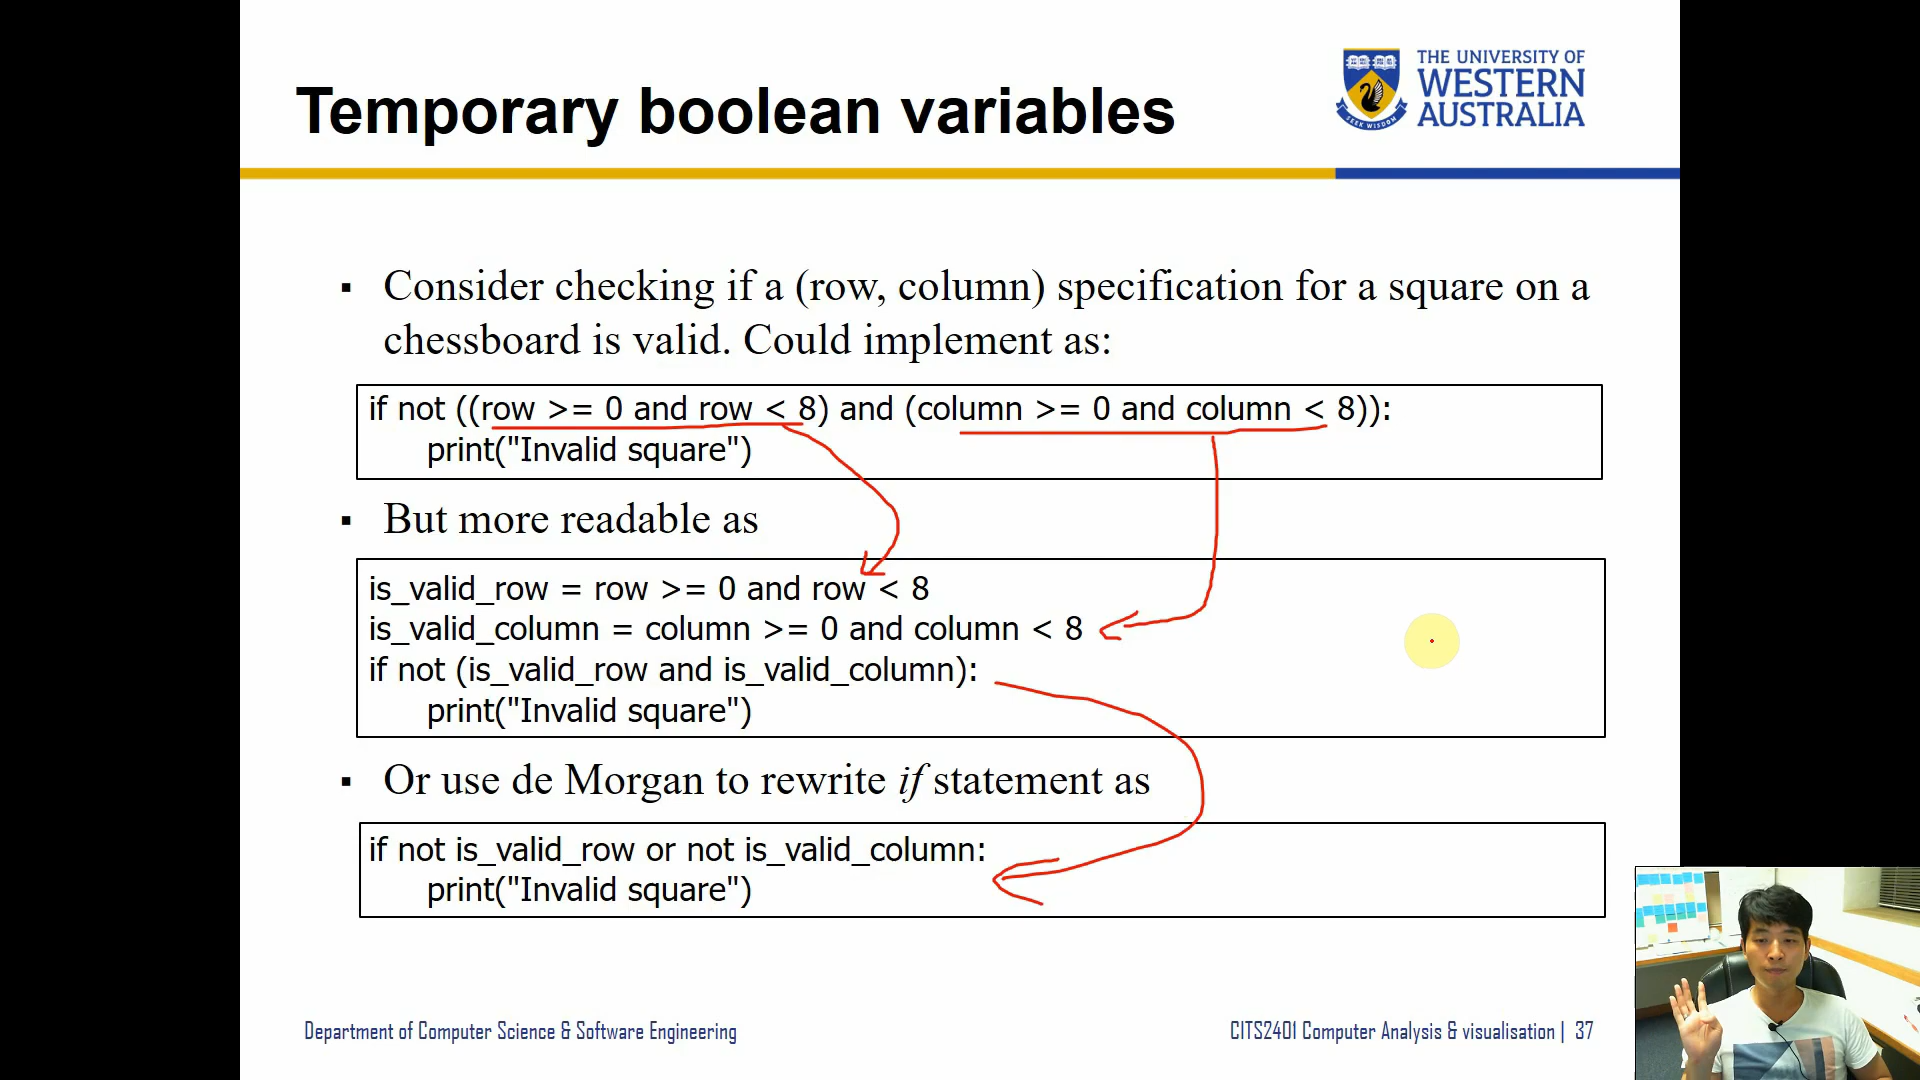 Temporary boolean variables
THE UNIVERSITY OF
WESTERN
AUSTRALIA
SEEK WISDOM
▪ Consider checking if a (row, column) specification for a square on a
chessboard is valid. Could implement as:
if not ((row >= 0 and row < 8) and (column >= 0 and column < 8)):
print("Invalid square")
▪ But more readable as
is_valid_row = row >= 0 and row < 8
is_valid_column = column >= 0 and column < 8
if not (is_valid_row and is_valid_column):
print("Invalid square")
▪ Or use de Morgan to rewrite if statement as
if not is_valid_row or not is_valid_column:
print("Invalid square")
Department of Computer Science & Software Engineering
CITS2401 Computer Analysis & visualisation | 37